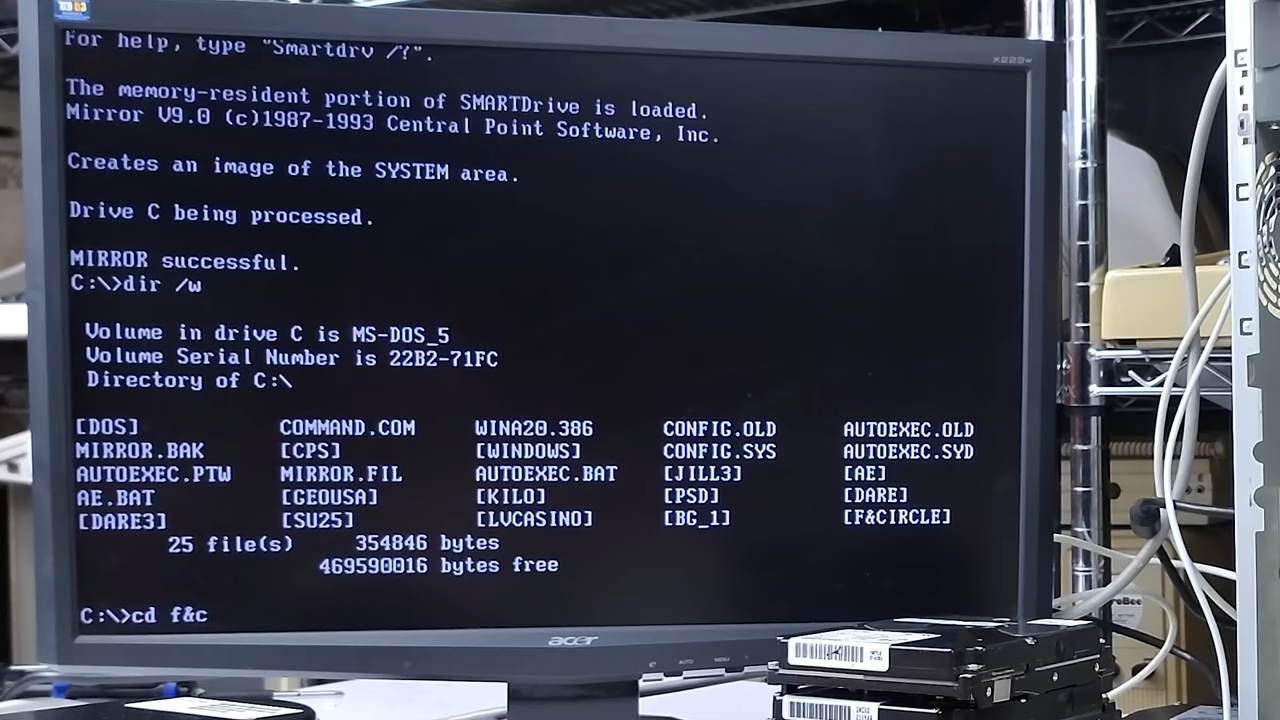 For help, type "Smartdrv /?".
X223w
The memory-resident portion of SMARTDrive is loaded.
Mirror V9.0 (c)1987-1993 Central Point Software, Inc.
Creates an image of the SYSTEM area.
Drive C being processed.
MIRROR successful.
C:\>dir /w
Volume in drive C is MS-DOS_5
Volume Serial Number is 22B2-71FC
Directory of C:\
[DOS] COMMAND.COM WINA20.386 CONFIG.OLD AUTOEXEC.OLD
MIRROR.BAK [CPS] [WINDOWS] CONFIG.SYS AUTOEXEC.SYD
AUTOEXEC.PTW MIRROR.FIL AUTOEXEC.BAT [JILL3] [AE]
AE.BAT [GEOUSA] [KILO] [PSD] [DARE]
[DARE3] [SU25] [LVCASINO] [BG_1] [F&CIRCLE]
25 file(s) 354846 bytes
469590016 bytes free
C:\>cd f&c
acer
AUTO MENU